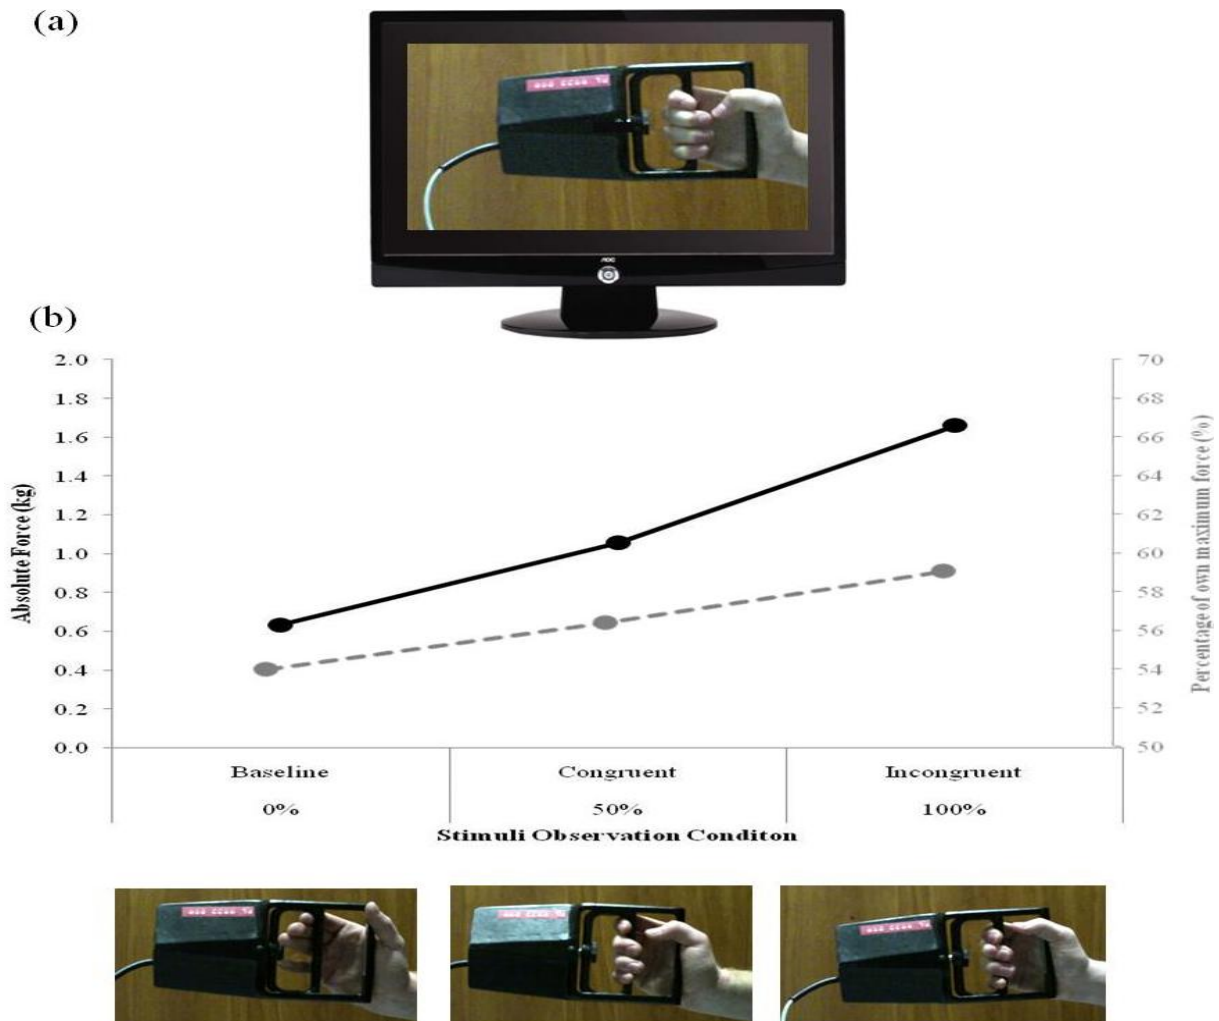 (a)
AOC
(b)
2.0
1.8
1.6
1.4
1.2
1.0
0.8
0.6
0.4
0.2
0.0
Absolute Force (kg)
70
68
66
64
62
60
58
56
54
52
50
Percentage of own maximum force (%)
Baseline Congruent Incongruent
0% 50% 100%
Stimuli Observation Conditon